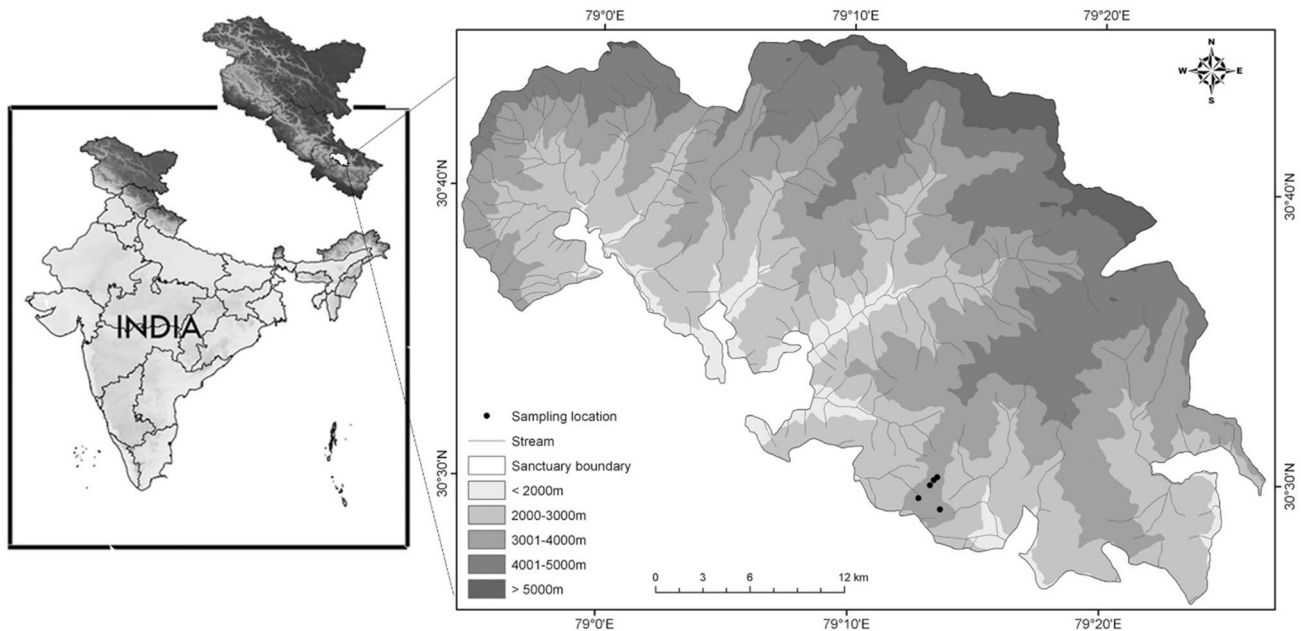 79°0'E 79°10'E 79°20'E
N
W E
S
30°40'N 30°40'N
INDIA
Sampling location
Stream
Sanctuary boundary
30°30'N 30°30'N
< 2000m
2000-3000m
3001-4000m
4001-5000m
> 5000m
0 3 6 12 km
79°0'E 79°10'E 79°20'E